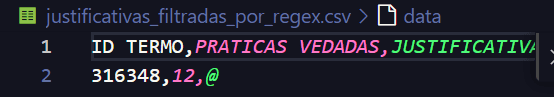 justificativas_filtradas_por_regex.csv > data
1 ID TERMO,PRATICAS VEDADAS,JUSTIFICATIVA
2 316348,12,@